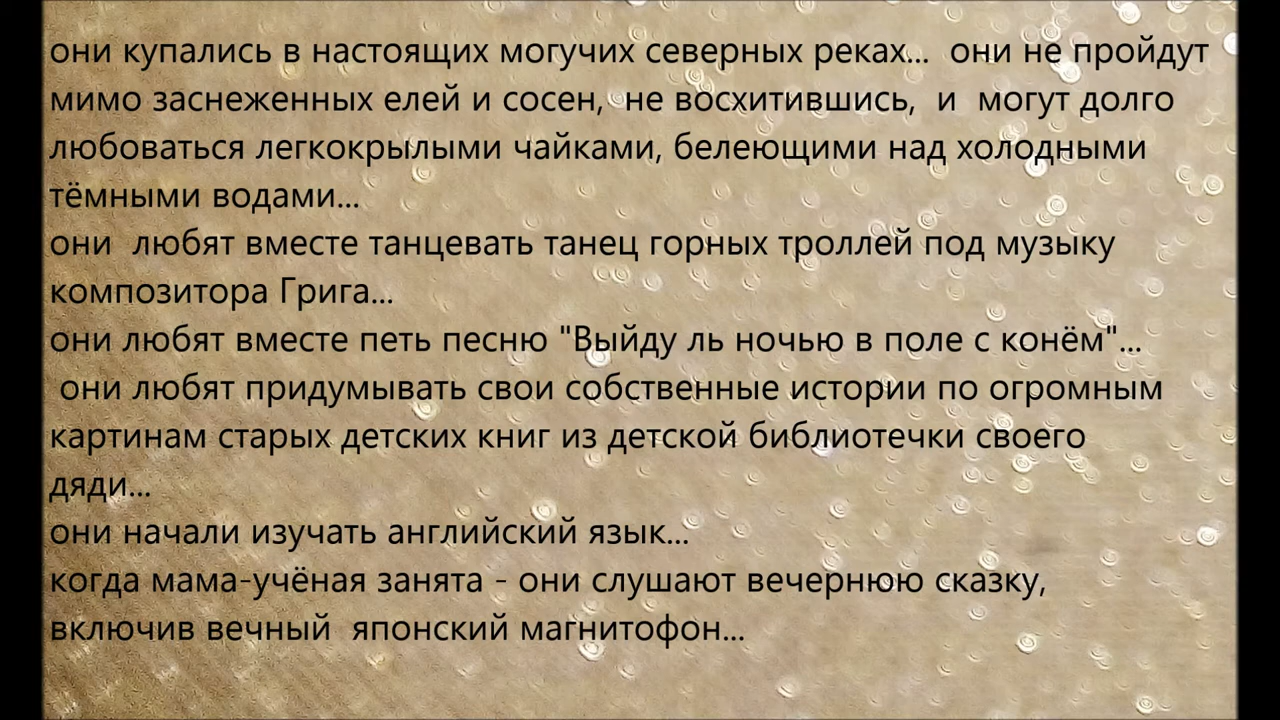 они купались в настоящих могучих северных реках...  они не пройдут
мимо заснеженных елей и сосен,  не восхитившись,  и  могут долго
любоваться легкокрылыми чайками, белеющими над холодными
тёмными водами...
они  любят вместе танцевать танец горных троллей под музыку
композитора Грига...
они любят вместе петь песню "Выйду ль ночью в поле с конём"...
они любят придумывать свои собственные истории по огромным
картинам старых детских книг из детской библиотечки своего
дяди...
они начали изучать английский язык...
когда мама-учёная занята - они слушают вечернюю сказку,
включив вечный  японский магнитофон...